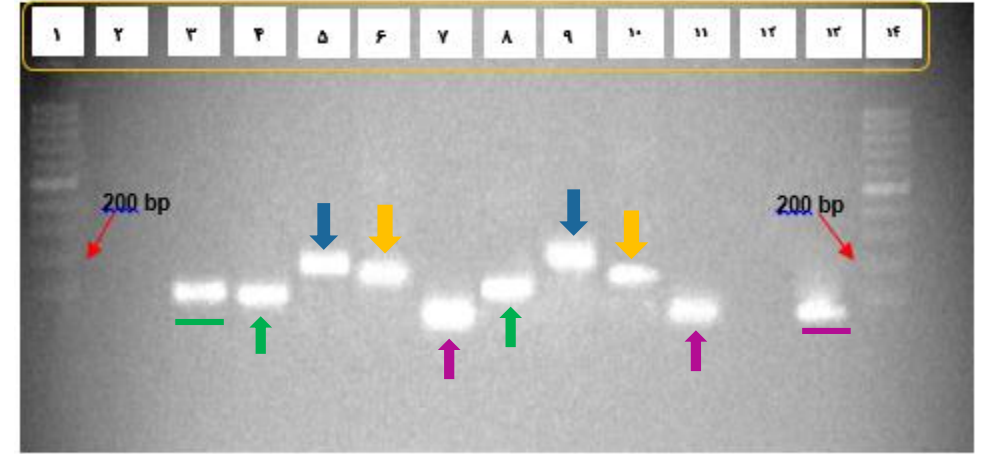 ۱ ۲ ۳ ۴ ۵ ۶ ۷ ۸ ۹ ۱۰ ۱۱ ۱۲ ۱۳ ۱۴
200 bp 200 bp